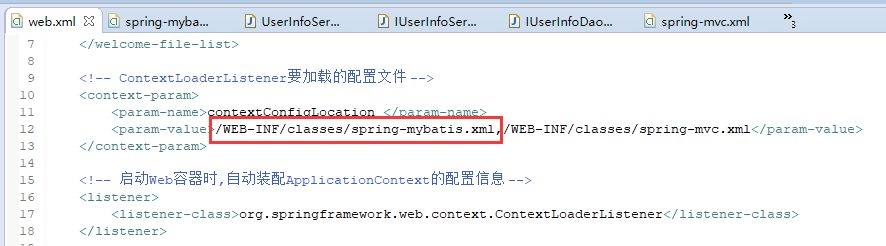 web.xml spring-myba... UserInfoSer... IUserInfoSer... IUserInfoDao... spring-mvc.xml »3
7 </welcome-file-list>
8
9 <!-- ContextLoaderListener要加载的配置文件 -->
10 <context-param>
11 <param-name>contextConfigLocation </param-name>
12 <param-value>/WEB-INF/classes/spring-mybatis.xml,/WEB-INF/classes/spring-mvc.xml</param-value>
13 </context-param>
14
15 <!-- 启动Web容器时,自动装配ApplicationContext的配置信息 -->
16 <listener>
17 <listener-class>org.springframework.web.context.ContextLoaderListener</listener-class>
18 </listener>